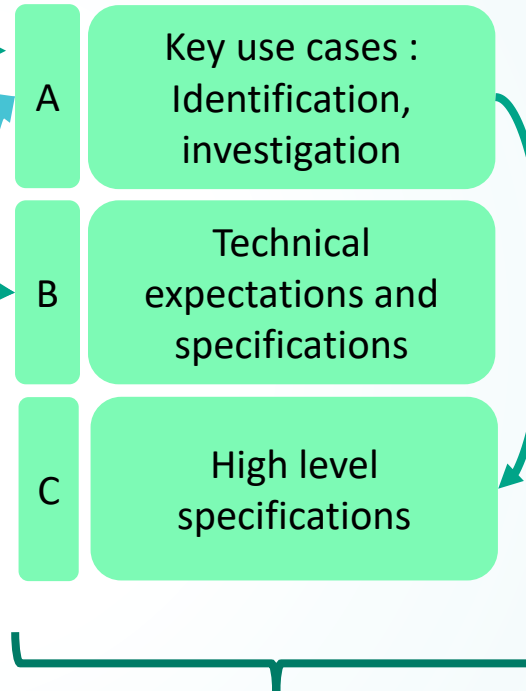 A
Key use cases :
Identification,
investigation
B
Technical
expectations and
specifications
C
High level
specifications